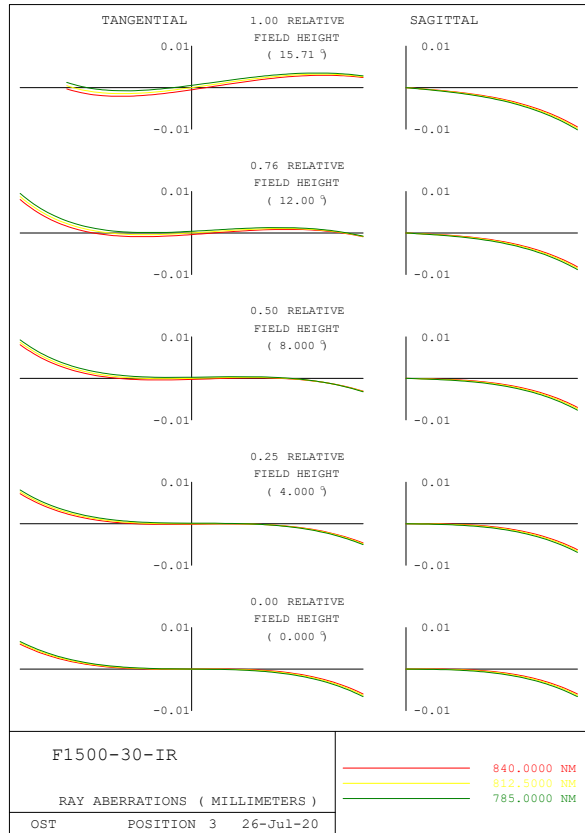 TANGENTIAL 1.00 RELATIVE SAGITTAL
FIELD HEIGHT
( 15.71 º)
0.01 0.01
-0.01 -0.01
0.76 RELATIVE
FIELD HEIGHT
( 12.00 º)
0.01 0.01
-0.01 -0.01
0.50 RELATIVE
FIELD HEIGHT
( 8.000 º)
0.01 0.01
-0.01 -0.01
0.25 RELATIVE
FIELD HEIGHT
( 4.000 º)
0.01 0.01
-0.01 -0.01
0.00 RELATIVE
FIELD HEIGHT
( 0.000 º)
0.01 0.01
-0.01 -0.01
F1500-30-IR
RAY ABERRATIONS ( MILLIMETERS )
OST POSITION 3 26-Jul-20
840.0000 NM
812.5000 NM
785.0000 NM